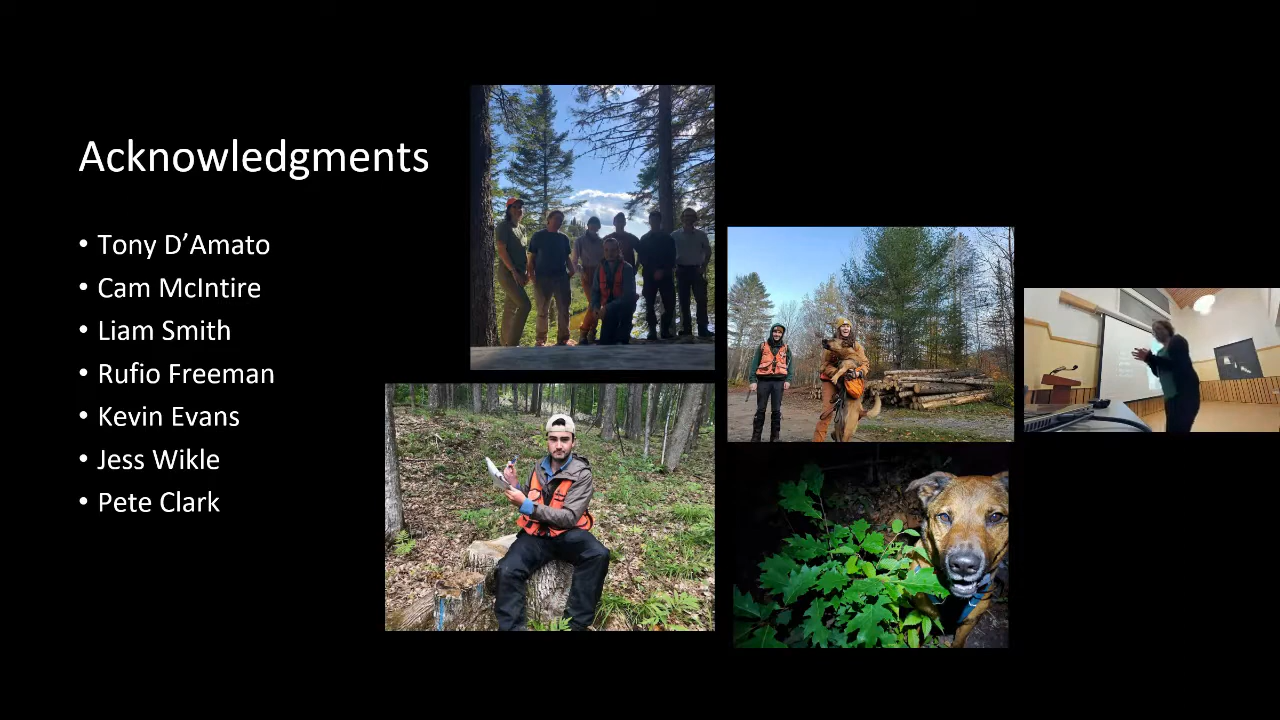 Acknowledgments
• Tony D’Amato
• Cam McIntire
• Liam Smith
• Rufio Freeman
• Kevin Evans
• Jess Wikle
• Pete Clark